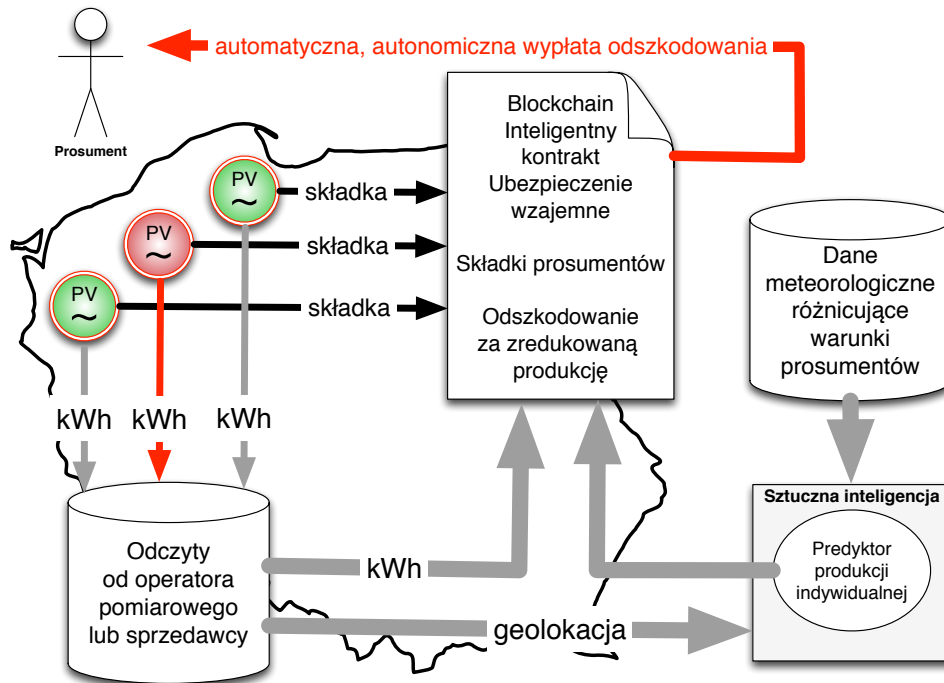 automatyczna, autonomiczna wypłata odszkodowania
Prosument
Blockchain
Inteligentny
kontrakt
Ubezpieczenie
wzajemne
Składki prosumentów
Odszkodowanie
za zredukowaną
produkcję
PV
~
składka
PV
~
składka
PV
~
składka
kWh
kWh
kWh
Dane
meteorologiczne
różnicujące
warunki
prosumentów
Sztuczna inteligencja
Predyktor
produkcji
indywidualnej
Odczyty
od operatora
pomiarowego
lub sprzedawcy
kWh
geolokacja